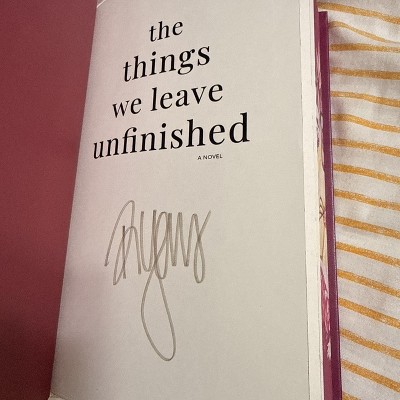 the
things
we leave
unfinished
A NOVEL